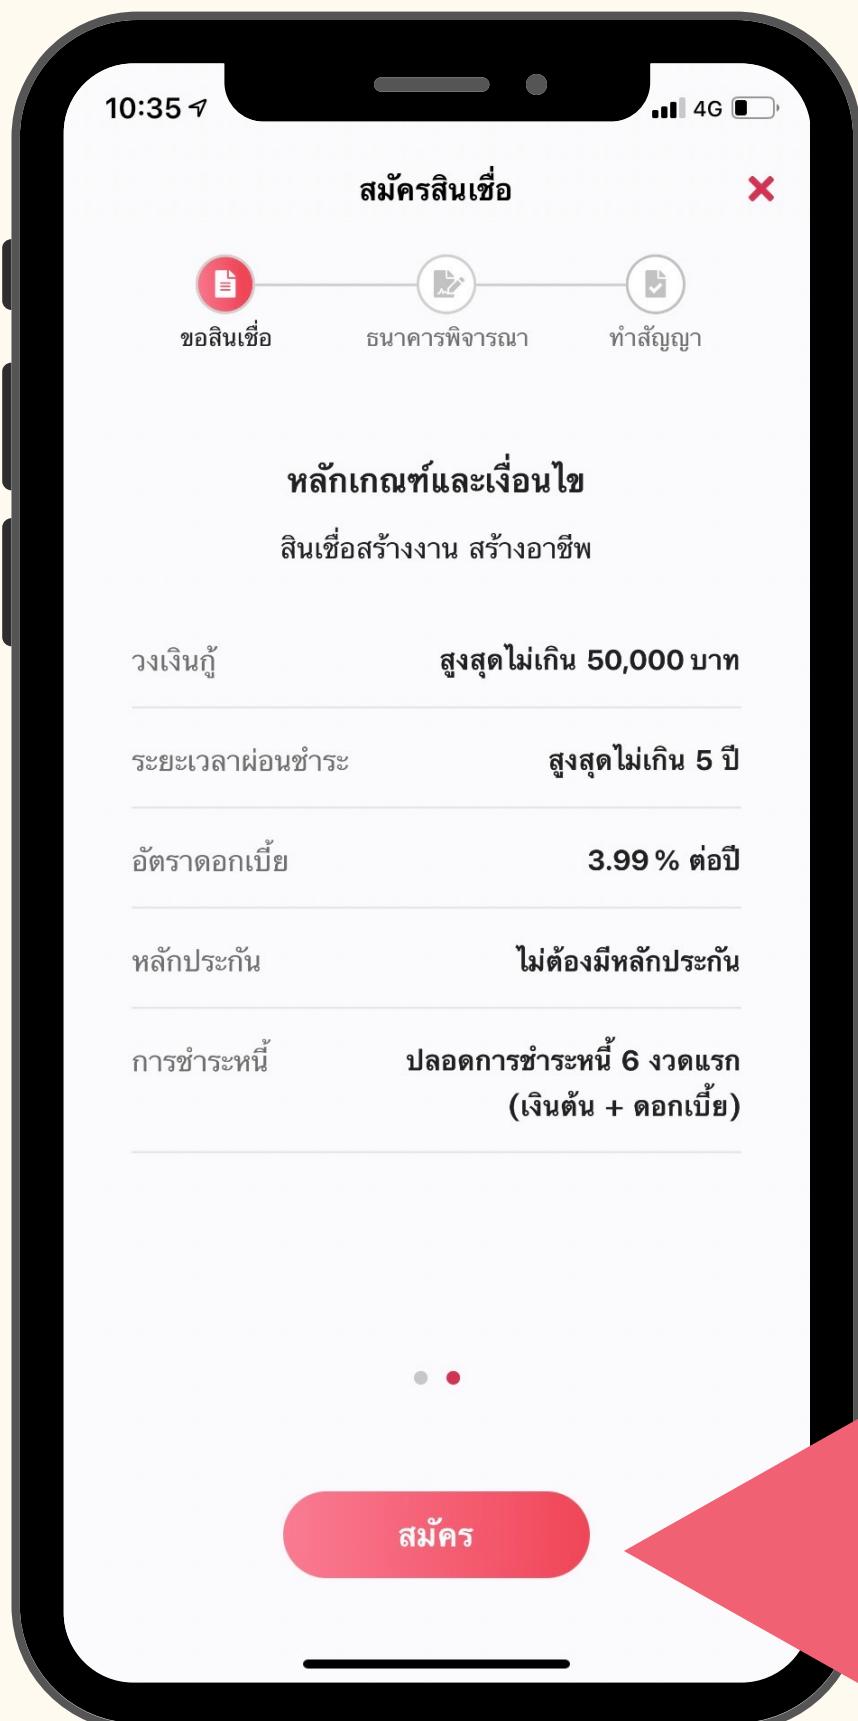 10:35
4G
สมัครสินเชื่อ
ขอสินเชื่อ ธนาคารพิจารณา ทำสัญญา
หลักเกณฑ์และเงื่อนไข
สินเชื่อสร้างงาน สร้างอาชีพ
วงเงินกู้ สูงสุดไม่เกิน 50,000 บาท
ระยะเวลาผ่อนชำระ สูงสุดไม่เกิน 5 ปี
อัตราดอกเบี้ย 3.99 % ต่อปี
หลักประกัน ไม่ต้องมีหลักประกัน
การชำระหนี้ ปลอดการชำระหนี้ 6 งวดแรก
(เงินต้น + ดอกเบี้ย)
สมัคร